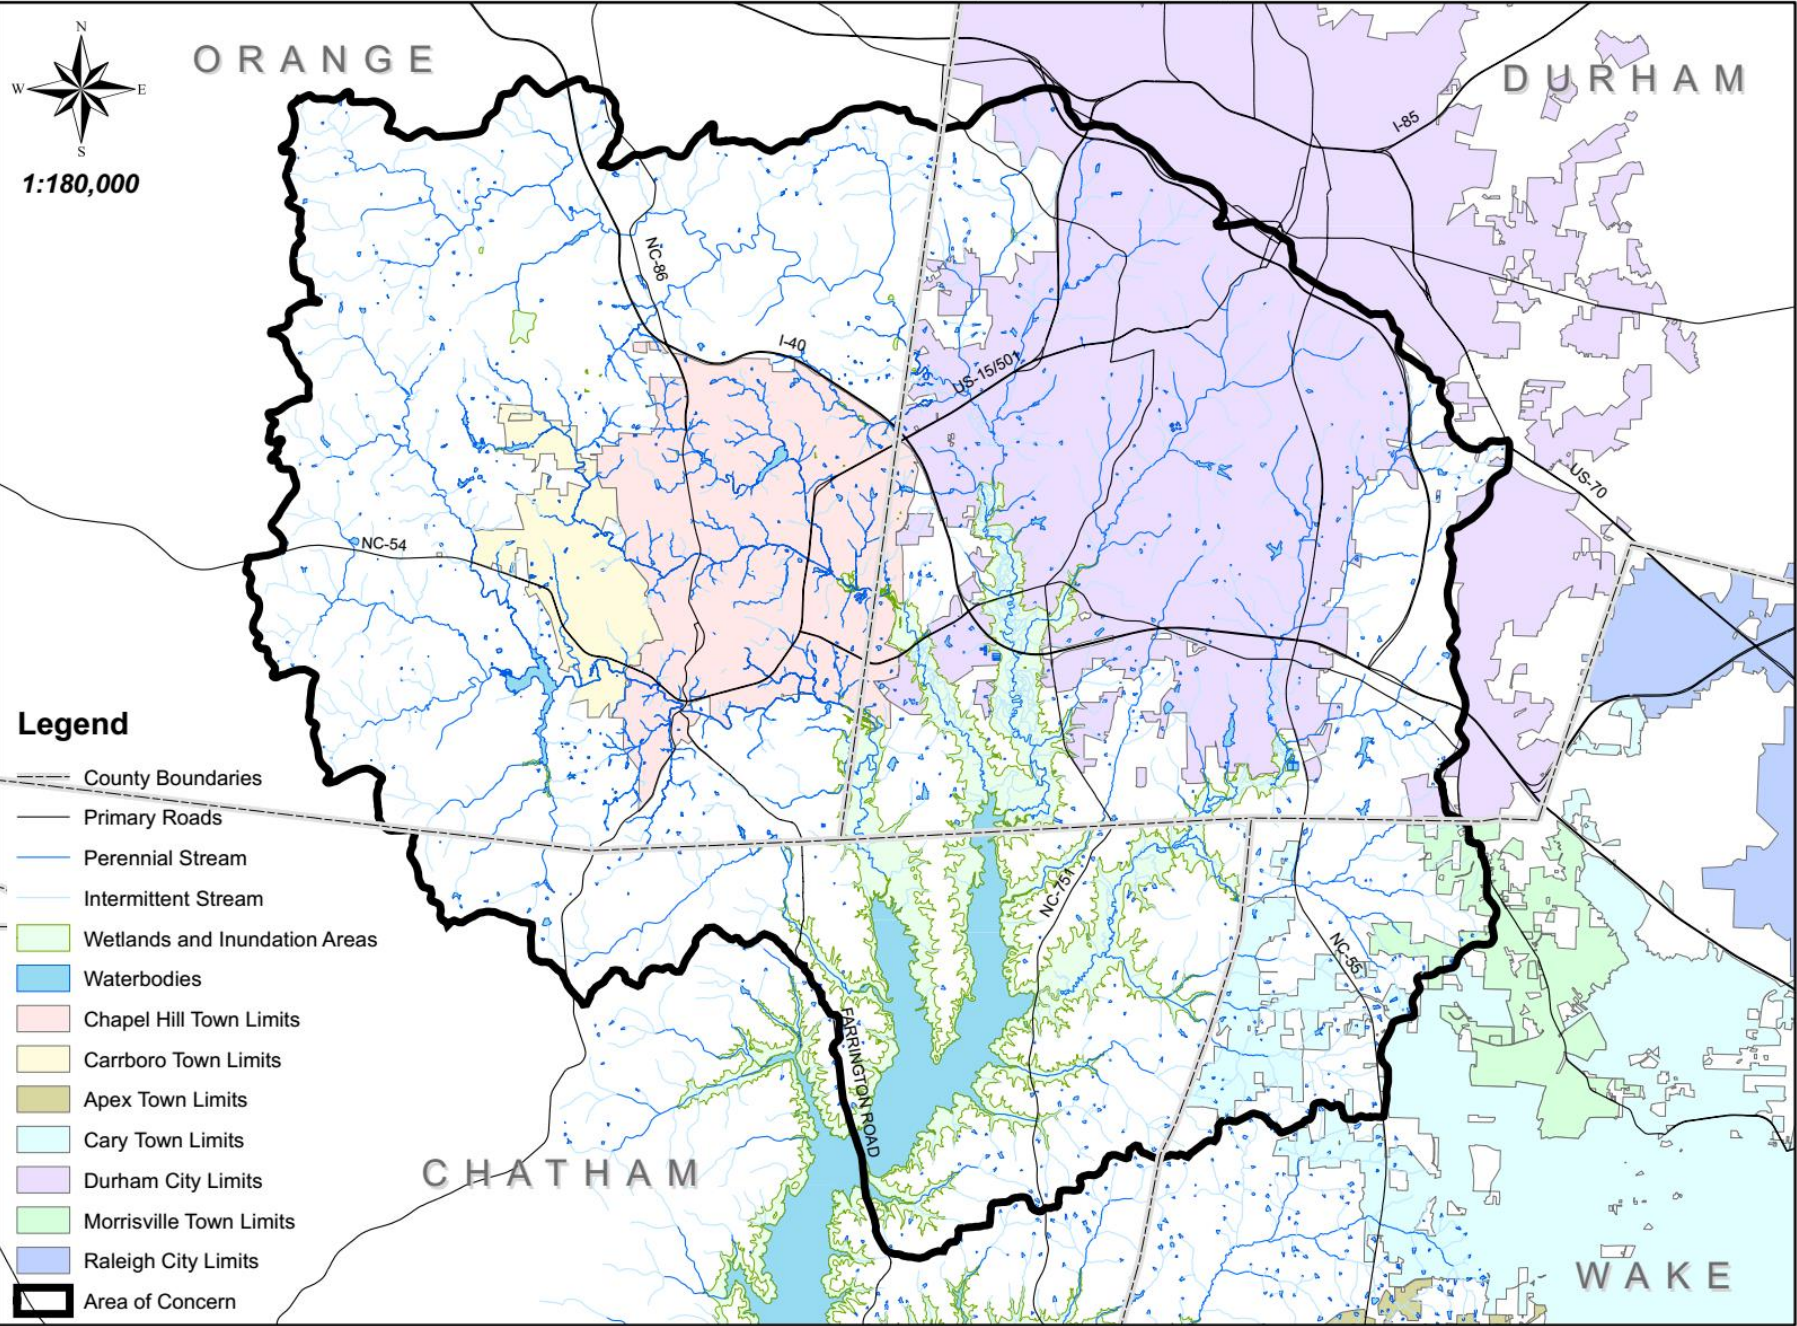 N
W E
S
1:180,000
ORANGE
DURHAM
I-85
NC-86
I-40
US-15/501
US-70
NC-54
Legend
County Boundaries
Primary Roads
Perennial Stream
Intermittent Stream
Wetlands and Inundation Areas
Waterbodies
Chapel Hill Town Limits
Carrboro Town Limits
Apex Town Limits
Cary Town Limits
Durham City Limits
Morrisville Town Limits
Raleigh City Limits
Area of Concern
NC-751
NC-55
FARRINGTON ROAD
CHATHAM
WAKE